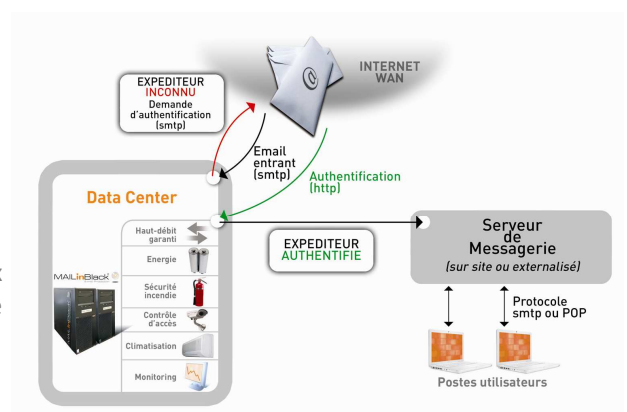 INTERNET
WAN
EXPEDITEUR
INCONNU
Demande
d'authentification
(smtp)
Email
entrant
(smtp)
Authentification
(http)
Data Center
Haut-débit
garanti
Energie
Sécurité
incendie
Contrôle
d'accès
Climatisation
Monitoring
MAILinBlack
EXPEDITEUR
AUTHENTIFIE
Serveur
de
Messagerie
(sur site ou externalisé)
Protocole
smtp ou POP
Postes utilisateurs
x
e
@